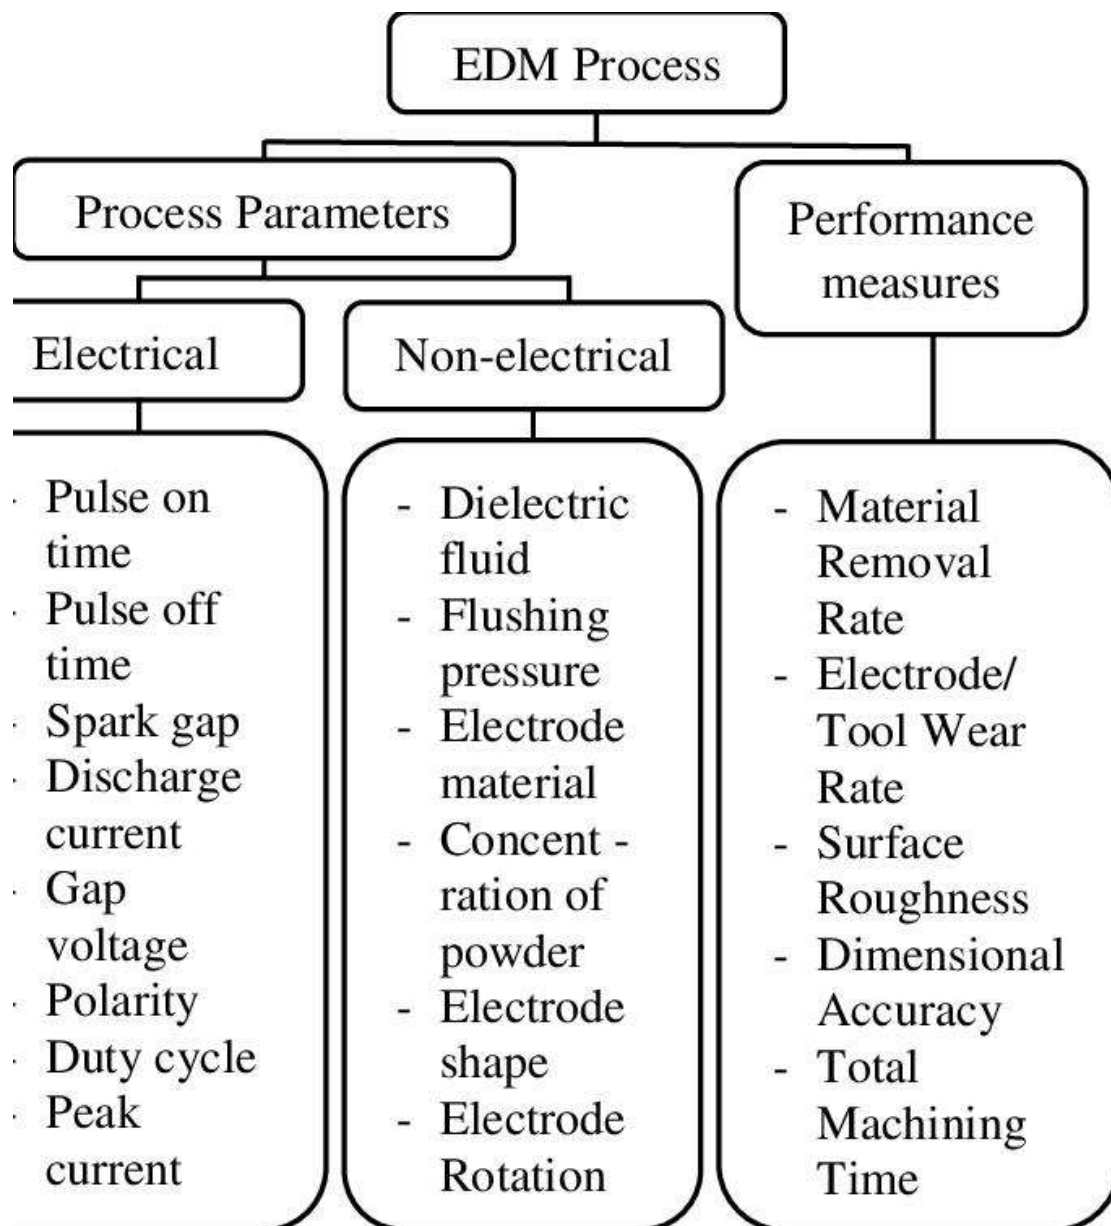 EDM Process
Process Parameters
Performance
measures
Electrical
Non-electrical
- Pulse on
time
- Pulse off
time
- Spark gap
- Discharge
current
- Gap
voltage
- Polarity
- Duty cycle
- Peak
current
- Dielectric
fluid
- Flushing
pressure
- Electrode
material
- Concent -
ration of
powder
- Electrode
shape
- Electrode
Rotation
- Material
Removal
Rate
- Electrode/
Tool Wear
Rate
- Surface
Roughness
- Dimensional
Accuracy
- Total
Machining
Time